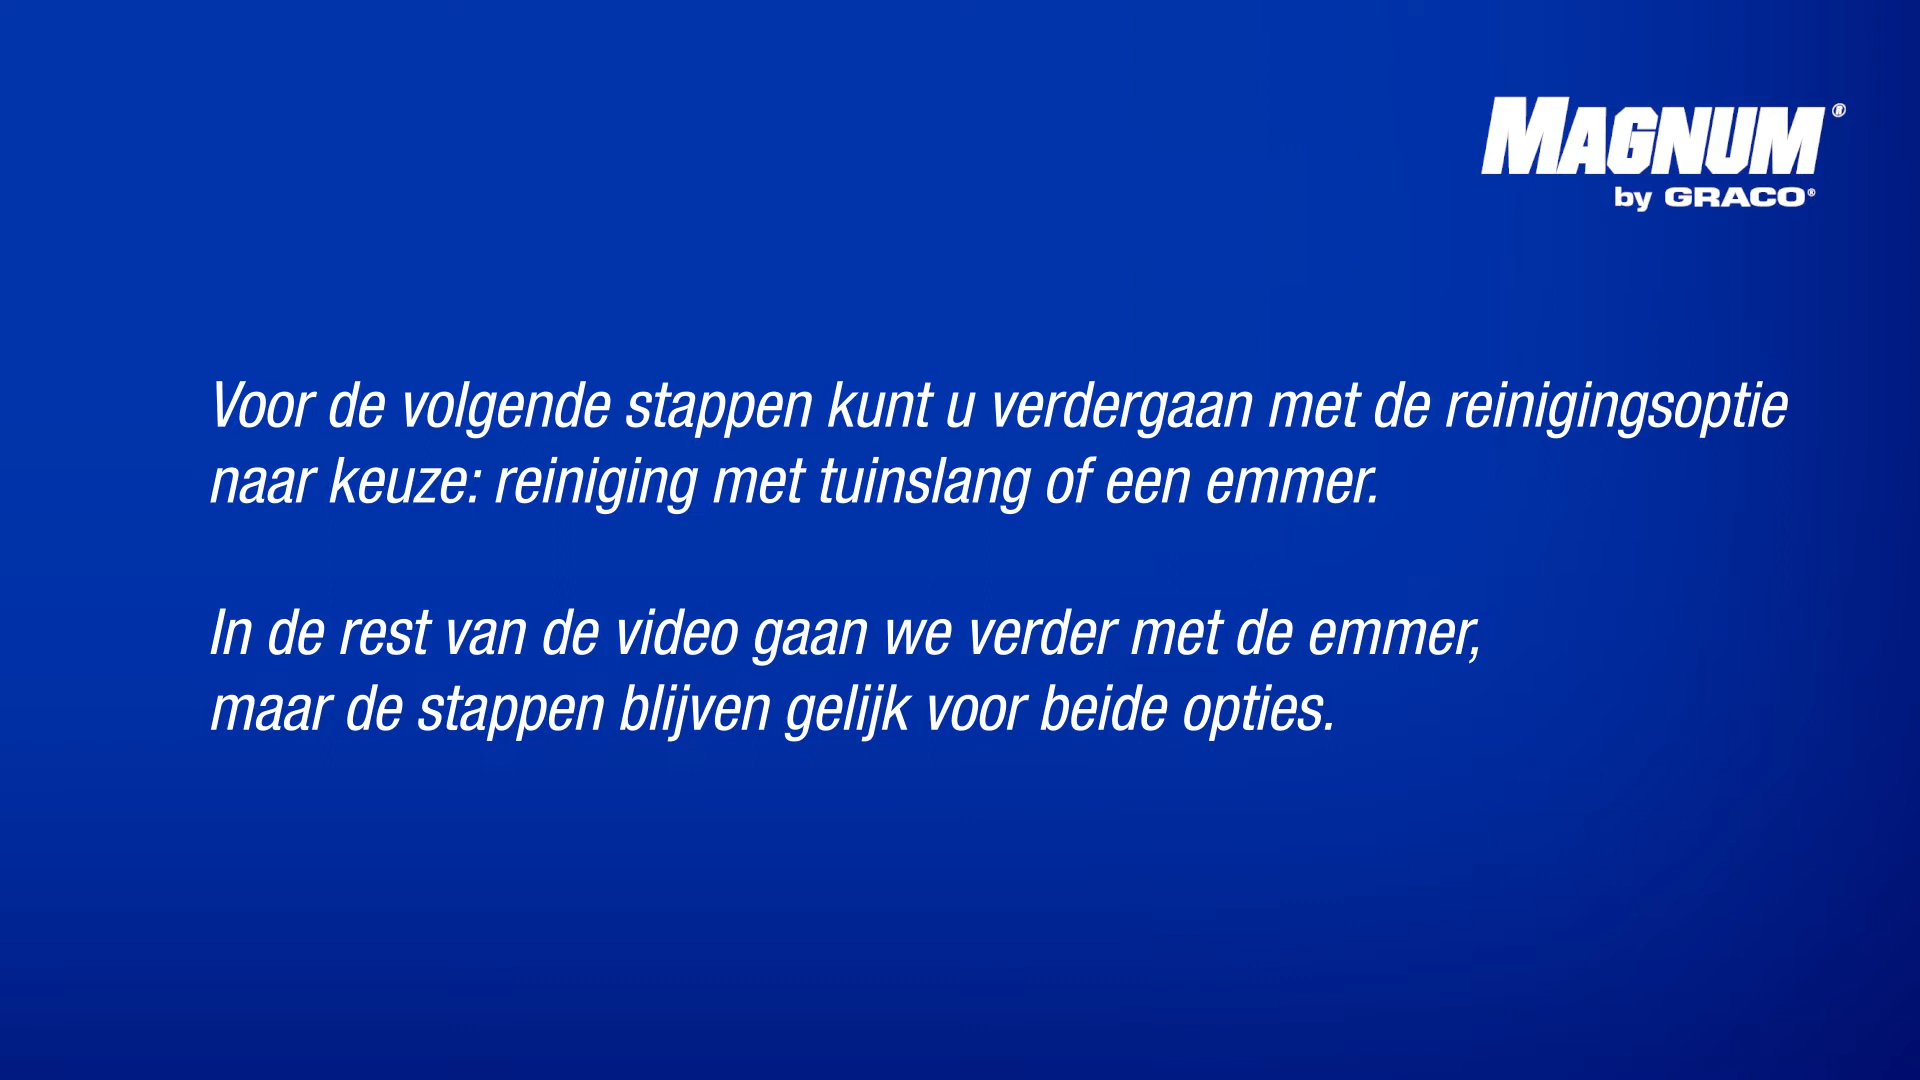 MAGNUM®
by GRACO®
Voor de volgende stappen kunt u verdergaan met de reinigingsoptie
naar keuze: reiniging met tuinslang of een emmer.
In de rest van de video gaan we verder met de emmer,
maar de stappen blijven gelijk voor beide opties.